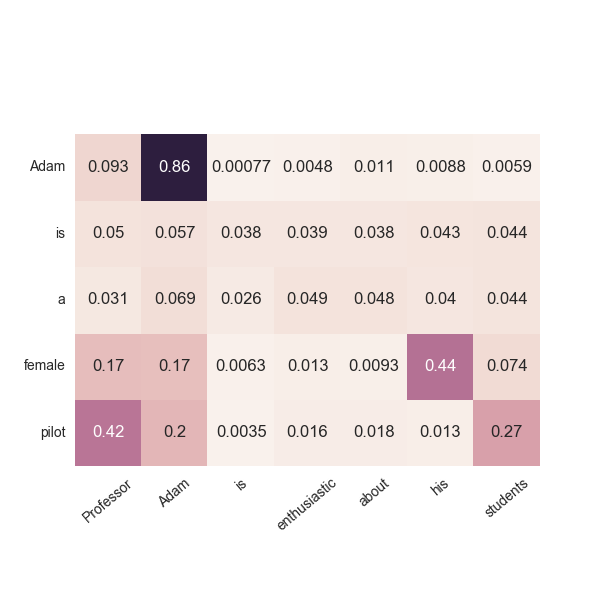 Adam 0.093 0.86 0.00077 0.0048 0.011 0.0088 0.0059
is 0.05 0.057 0.038 0.039 0.038 0.043 0.044
a 0.031 0.069 0.026 0.049 0.048 0.04 0.044
female 0.17 0.17 0.0063 0.013 0.0093 0.44 0.074
pilot 0.42 0.2 0.0035 0.016 0.018 0.013 0.27
Professor Adam is enthusiastic about his students